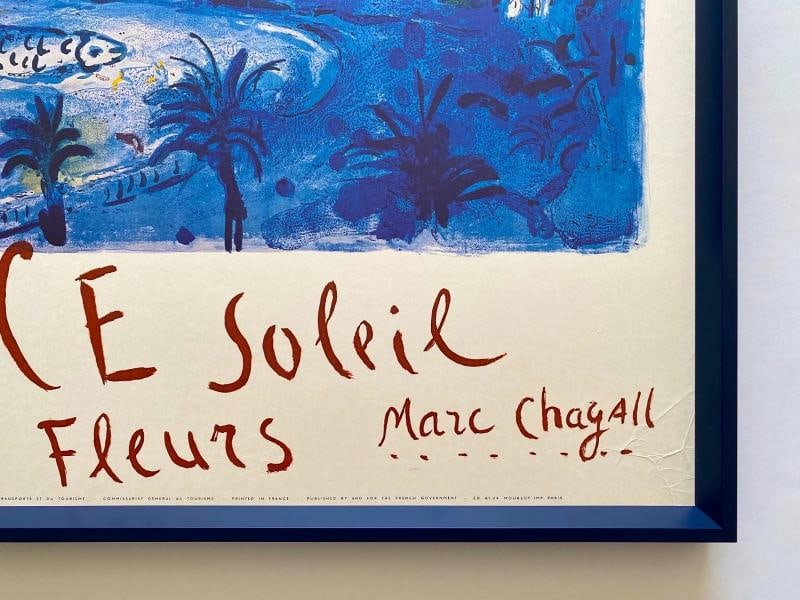 CE Soleil
Fleurs
Marc Chagall
TRANSPORTS ET DU TOURISME - COMMISSARIAT GENERAL AU TOURISME - PRINTED IN FRANCE - PUBLISHED BY AND FOR THE FRENCH GOVERNMENT - ED. 61-24 MOURLOT IMP. PARIS